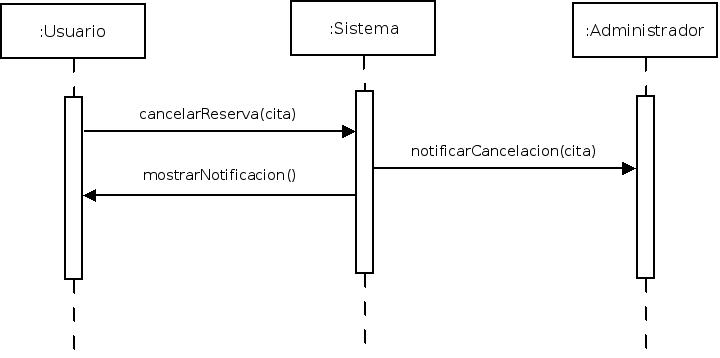 :Usuario
:Sistema
:Administrador
cancelarReserva(cita)
notificarCancelacion(cita)
mostrarNotificacion()